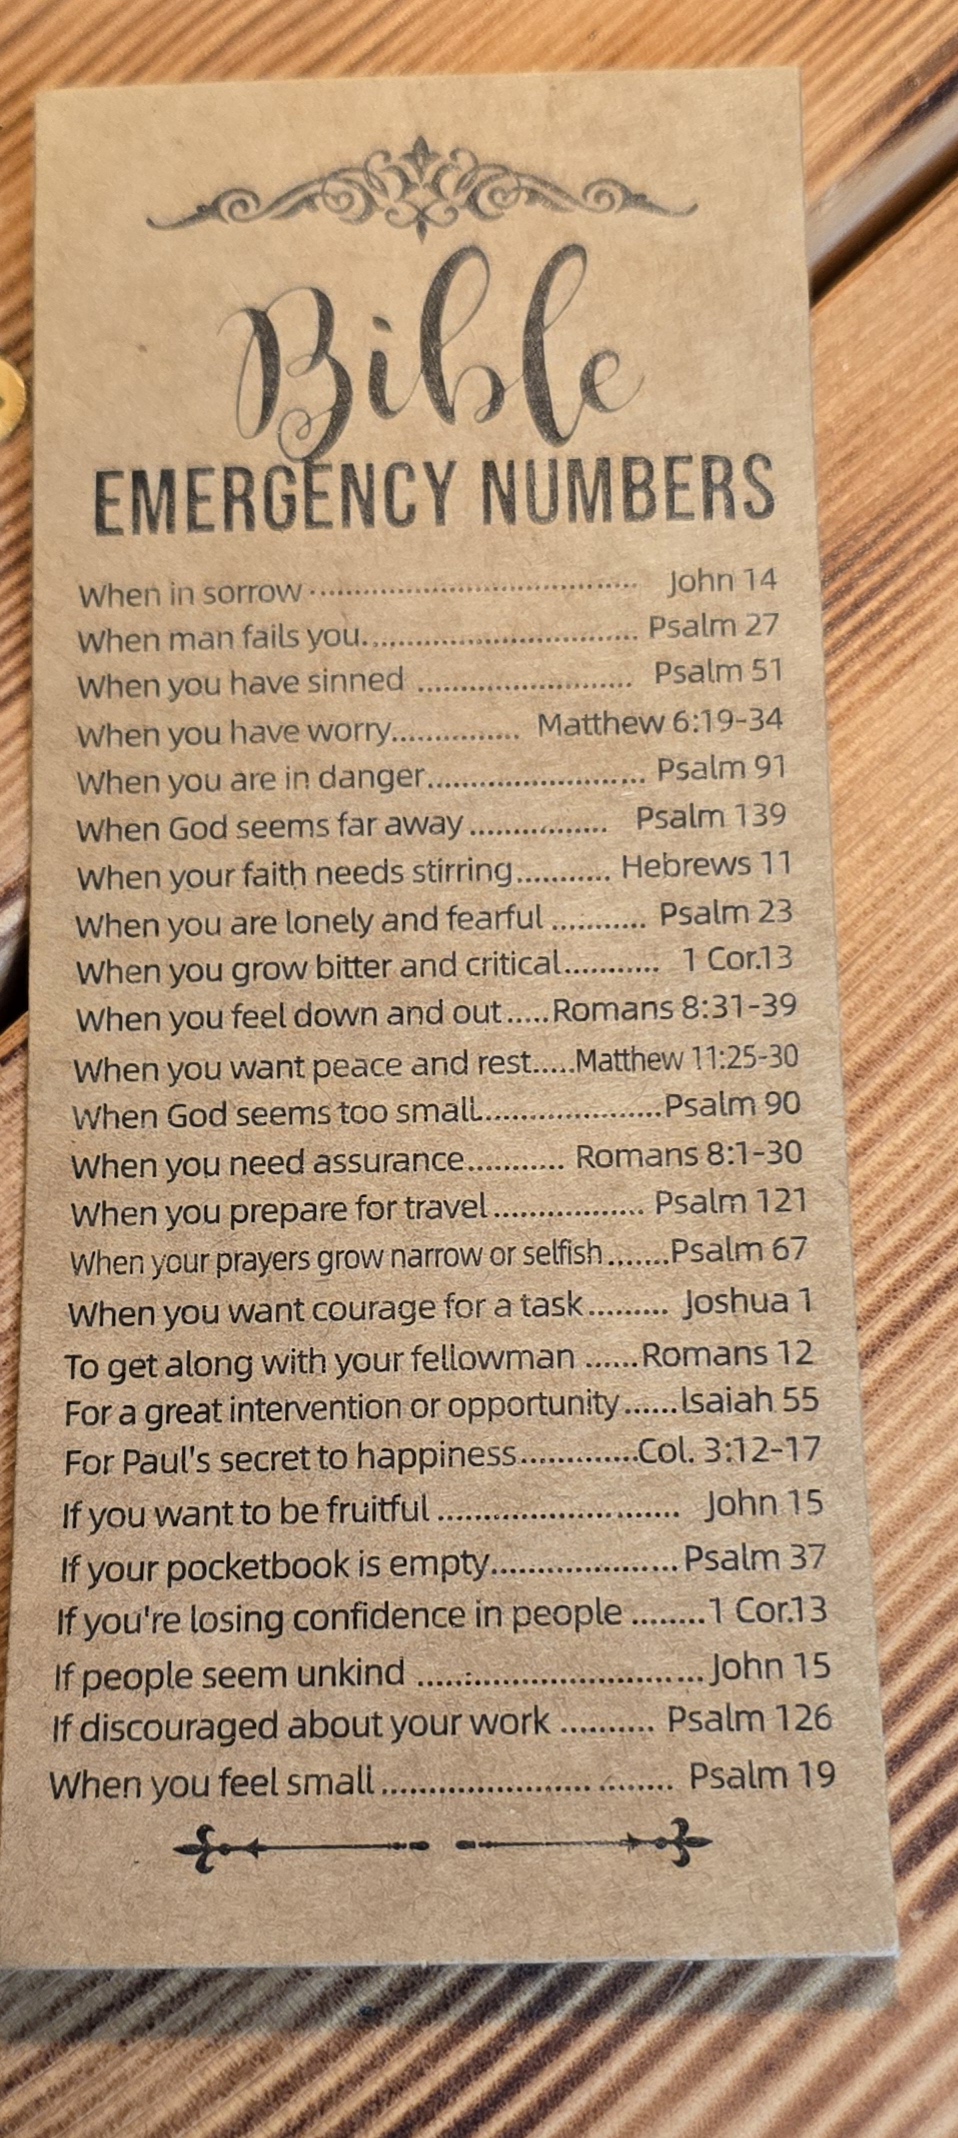 Bible
EMERGENCY NUMBERS
When in sorrow .................................... John 14
When man fails you................................ Psalm 27
When you have sinned ......................... Psalm 51
When you have worry............... Matthew 6:19-34
When you are in danger......................... Psalm 91
When God seems far away ................ Psalm 139
When your faith needs stirring........... Hebrews 11
When you are lonely and fearful ........... Psalm 23
When you grow bitter and critical........... 1 Cor.13
When you feel down and out.....Romans 8:31-39
When you want peace and rest.....Matthew 11:25-30
When God seems too small.....................Psalm 90
When you need assurance........... Romans 8:1-30
When you prepare for travel................. Psalm 121
When your prayers grow narrow or selfish.......Psalm 67
When you want courage for a task......... Joshua 1
To get along with your fellowman ......Romans 12
For a great intervention or opportunity......Isaiah 55
For Paul's secret to happiness.............Col. 3:12-17
If you want to be fruitful ........................... John 15
If your pocketbook is empty....................Psalm 37
If you're losing confidence in people ........1 Cor.13
If people seem unkind ................................John 15
If discouraged about your work .......... Psalm 126
When you feel small ................................ Psalm 19